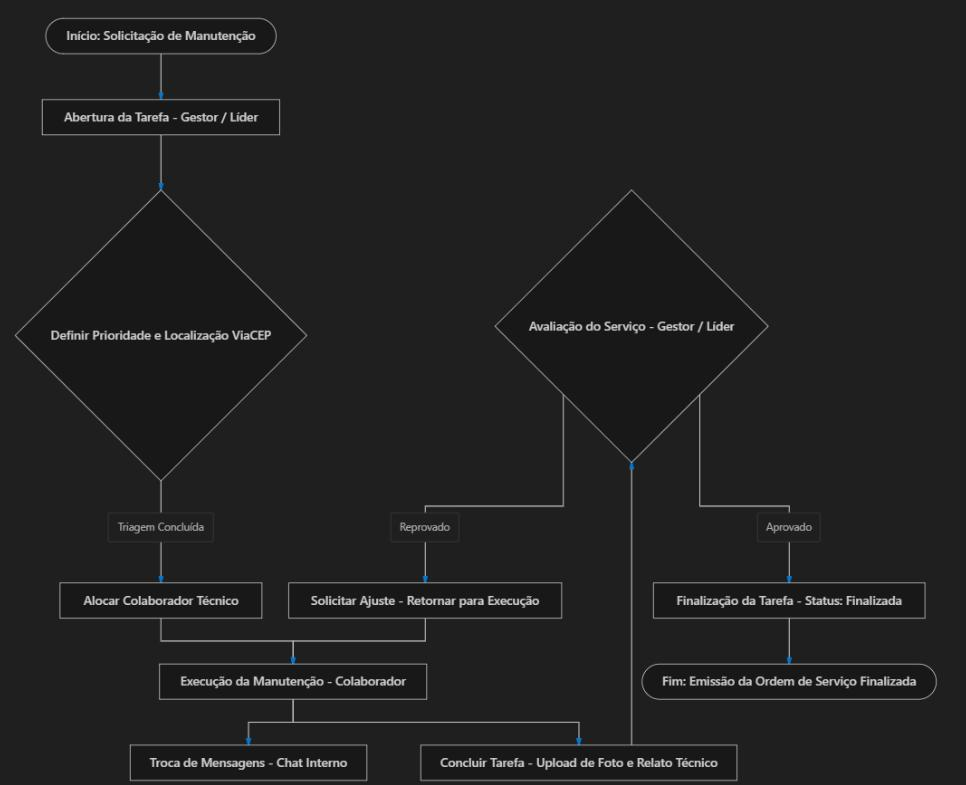 Início: Solicitação de Manutenção
Abertura da Tarefa - Gestor / Líder
Definir Prioridade e Localização ViaCEP
Avaliação do Serviço - Gestor / Líder
Triagem Concluída
Reprovado
Aprovado
Alocar Colaborador Técnico
Solicitar Ajuste - Retornar para Execução
Finalização da Tarefa - Status: Finalizada
Execução da Manutenção - Colaborador
Fim: Emissão da Ordem de Serviço Finalizada
Troca de Mensagens - Chat Interno
Concluir Tarefa - Upload de Foto e Relato Técnico